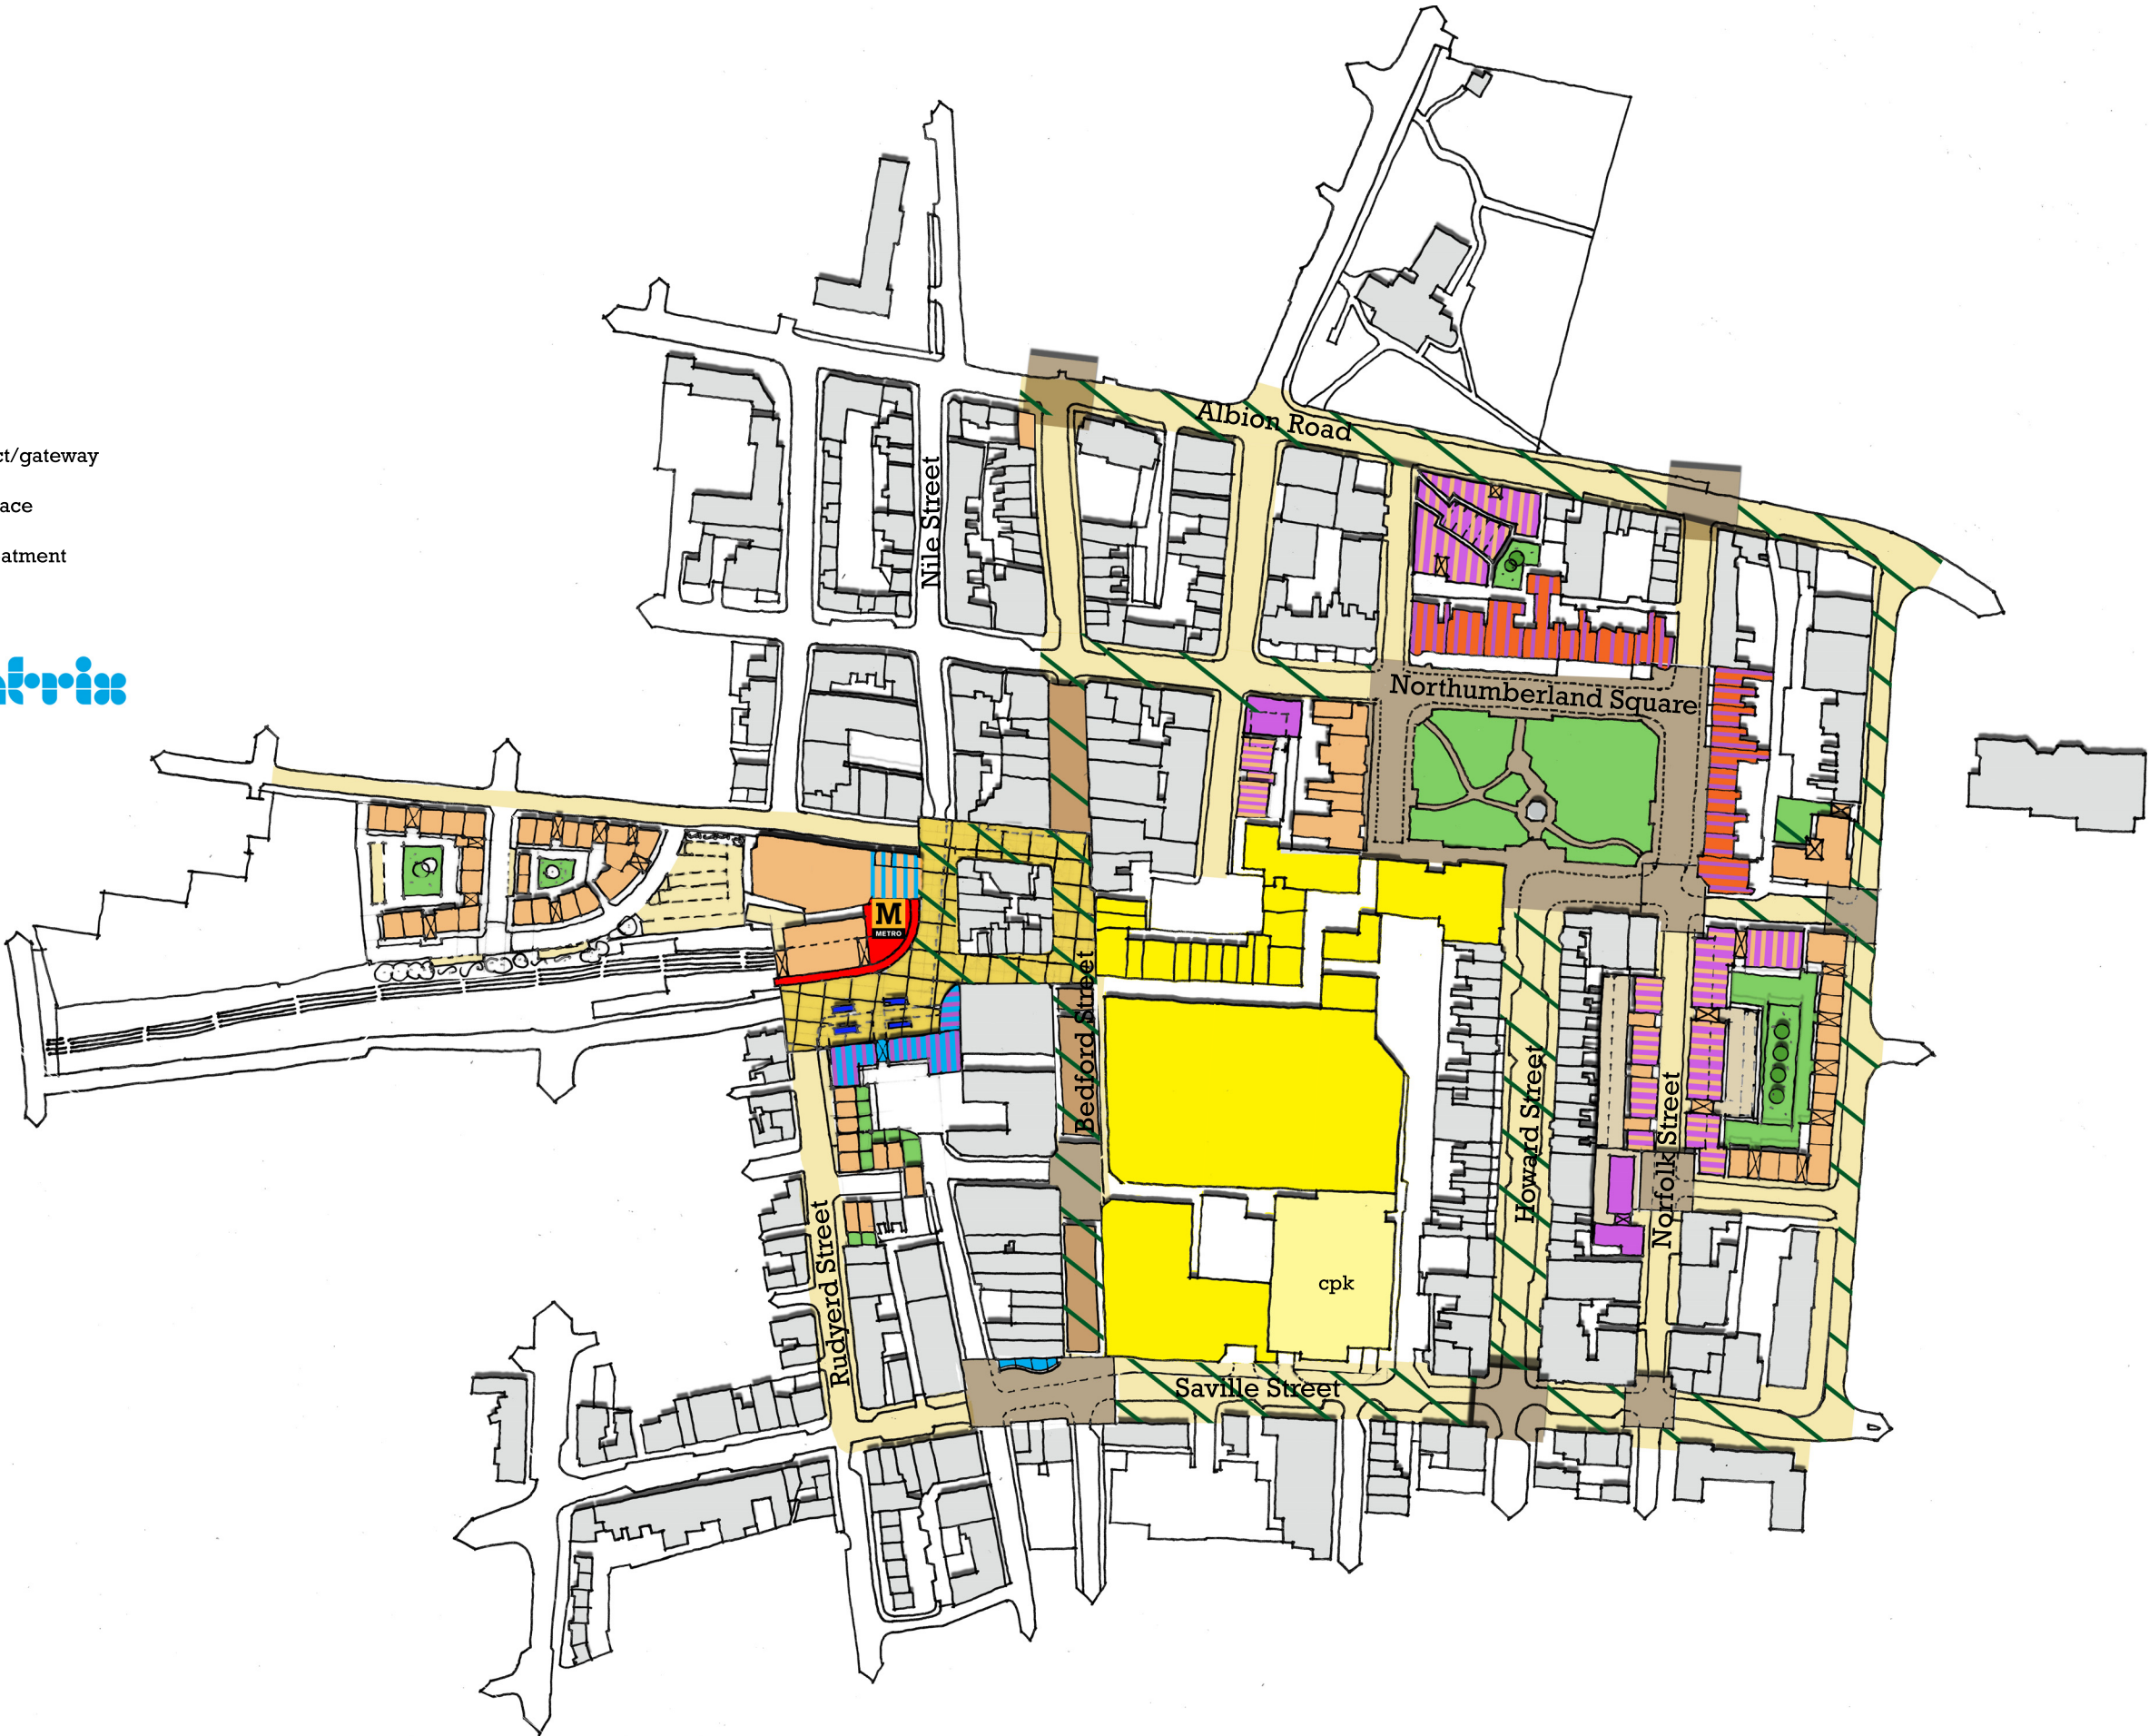 Albion Road
ct/gateway
Nile Street
ace
atment
trix
Northumberland Square
M
METRO
Bedford Street
Howard Street
Norfolk Street
Rudyerd Street
cpk
Saville Street